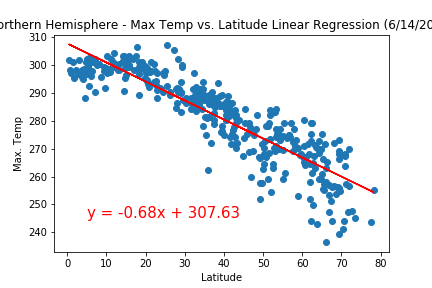 orthern Hemisphere - Max Temp vs. Latitude Linear Regression (6/14/20
310
300
290
280
270
260
250
240
Max. Temp
y = -0.68x + 307.63
0 10 20 30 40 50 60 70 80
Latitude